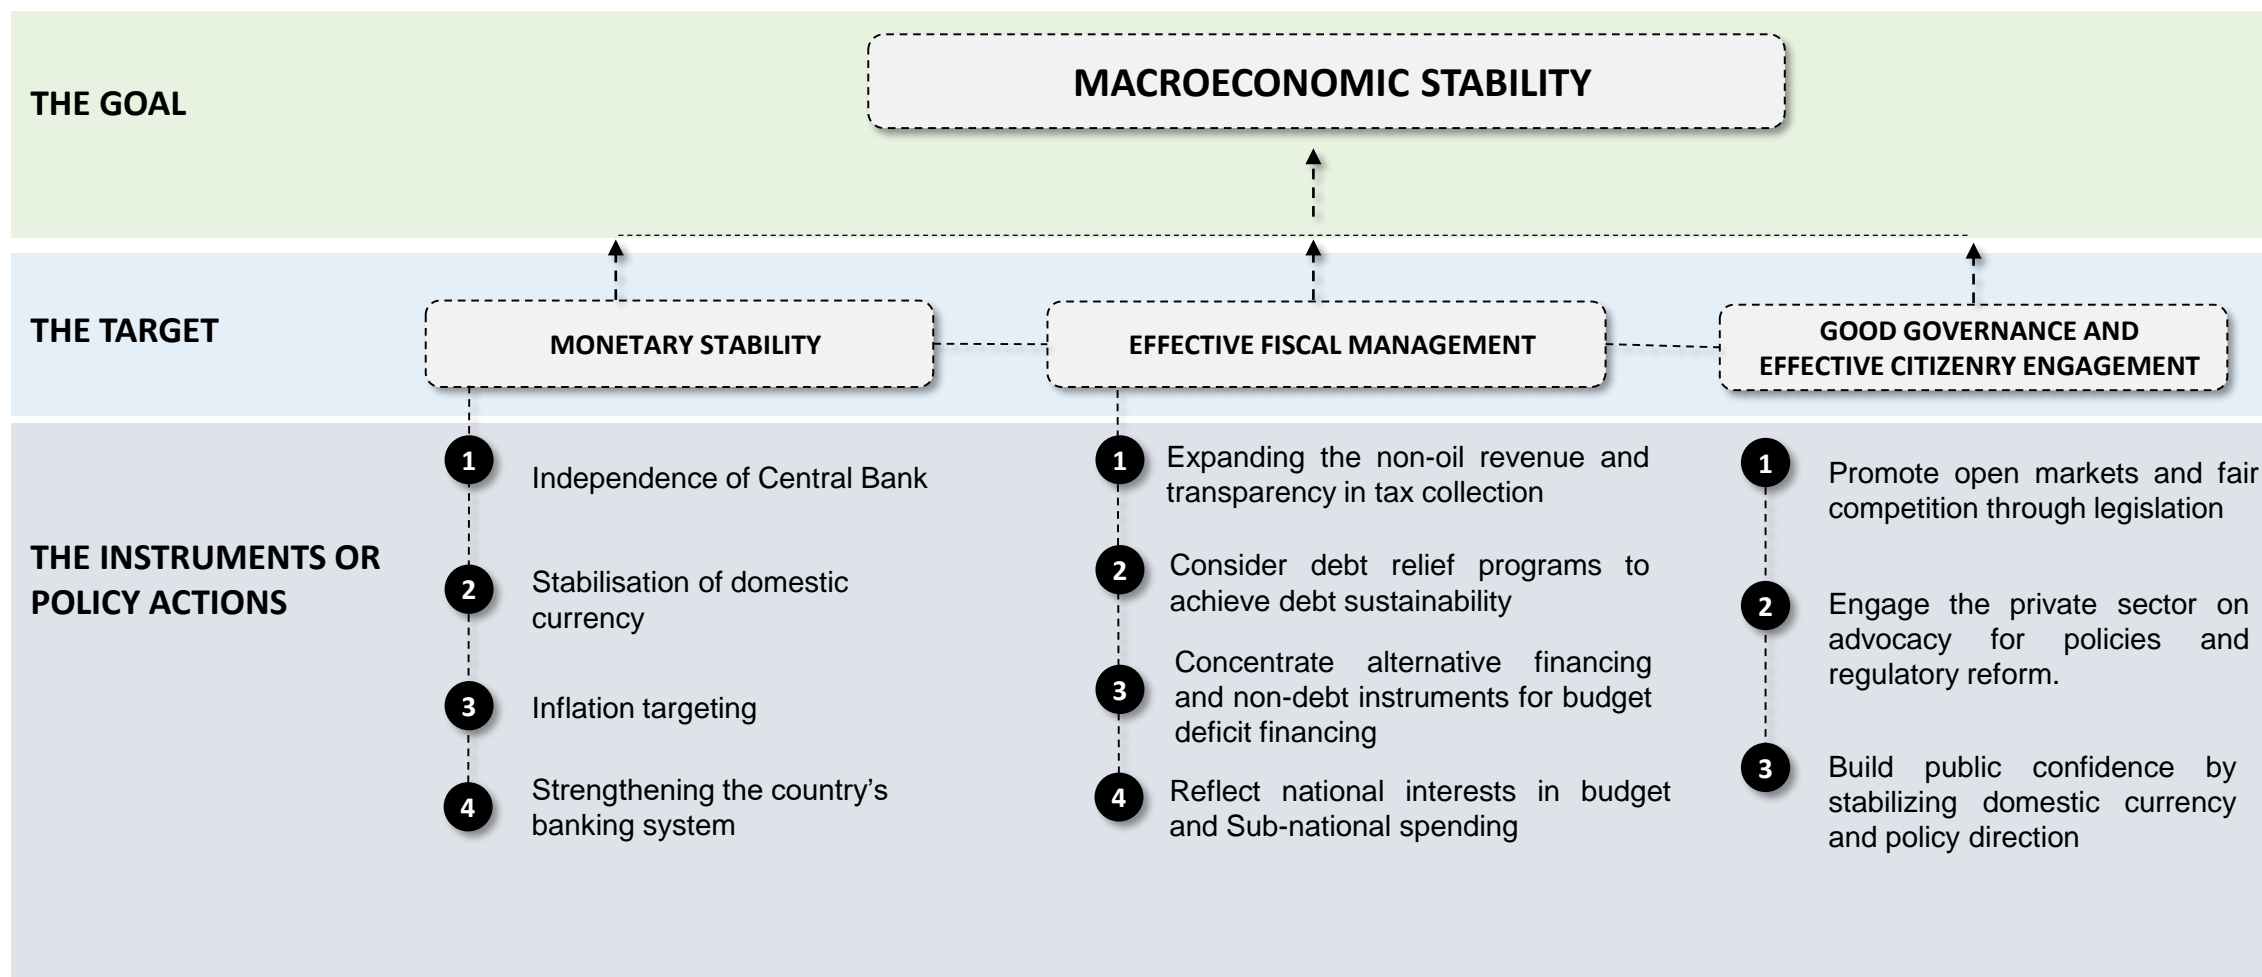 THE GOAL
MACROECONOMIC STABILITY
THE TARGET
MONETARY STABILITY
EFFECTIVE FISCAL MANAGEMENT
GOOD GOVERNANCE AND
EFFECTIVE CITIZENRY ENGAGEMENT
THE INSTRUMENTS OR
POLICY ACTIONS
1
Independence of Central Bank
2
Stabilisation of domestic
currency
3
Inflation targeting
4
Strengthening the country’s
banking system
1
Expanding the non-oil revenue and
transparency in tax collection
2
Consider debt relief programs to
achieve debt sustainability
3
Concentrate alternative financing
and non-debt instruments for budget
deficit financing
4
Reflect national interests in budget
and Sub-national spending
1
Promote open markets and fair
competition through legislation
2
Engage the private sector on
advocacy for policies and
regulatory reform.
3
Build public confidence by
stabilizing domestic currency
and policy direction